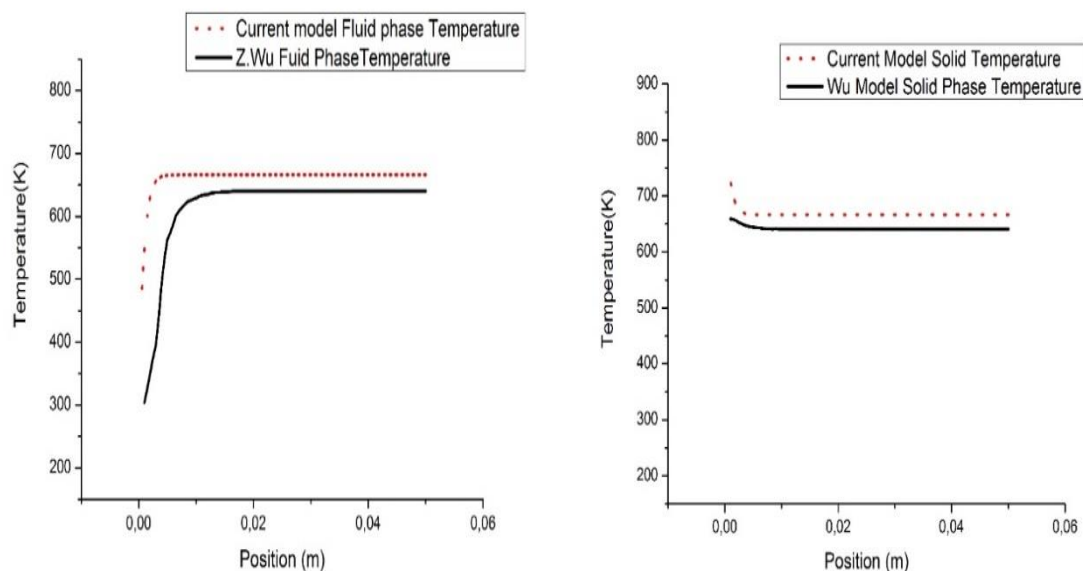 Current model Fluid phase Temperature
Z.Wu Fuid PhaseTemperature
800
700
600
500
400
300
200
Temperature(K)
0,00 0,02 0,04 0,06
Position (m)
Current Model Solid Temperature
Wu Model Solid Phase Temperature
900
800
700
600
500
400
300
200
Temperature(K)
0,00 0,02 0,04 0,06
Position (m)